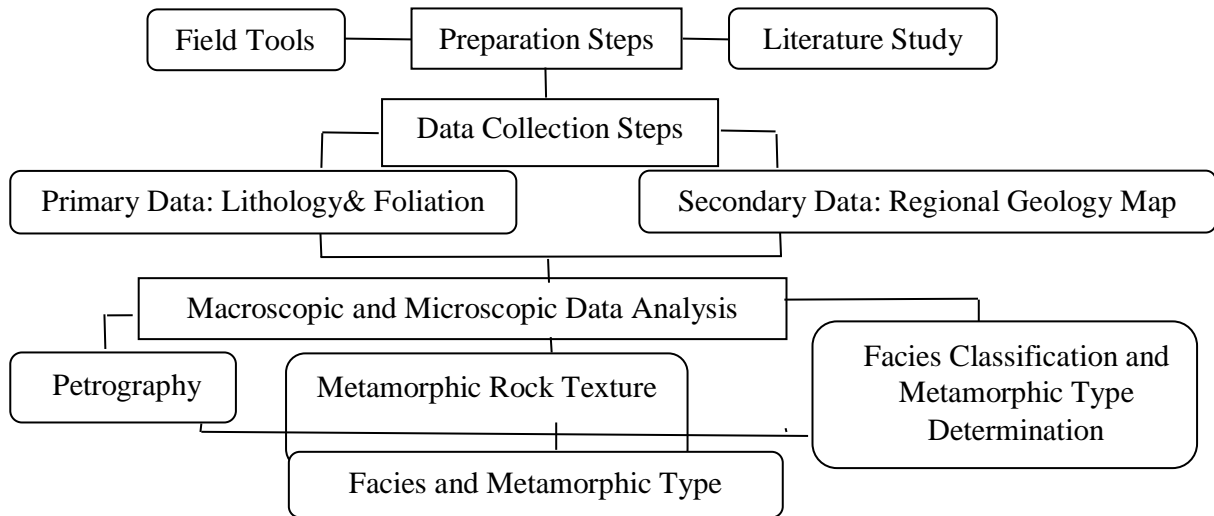 Field Tools
Preparation Steps
Literature Study
Data Collection Steps
Primary Data: Lithology& Foliation
Secondary Data: Regional Geology Map
Macroscopic and Microscopic Data Analysis
Petrography
Metamorphic Rock Texture
Facies Classification and
Metamorphic Type
Determination
Facies and Metamorphic Type